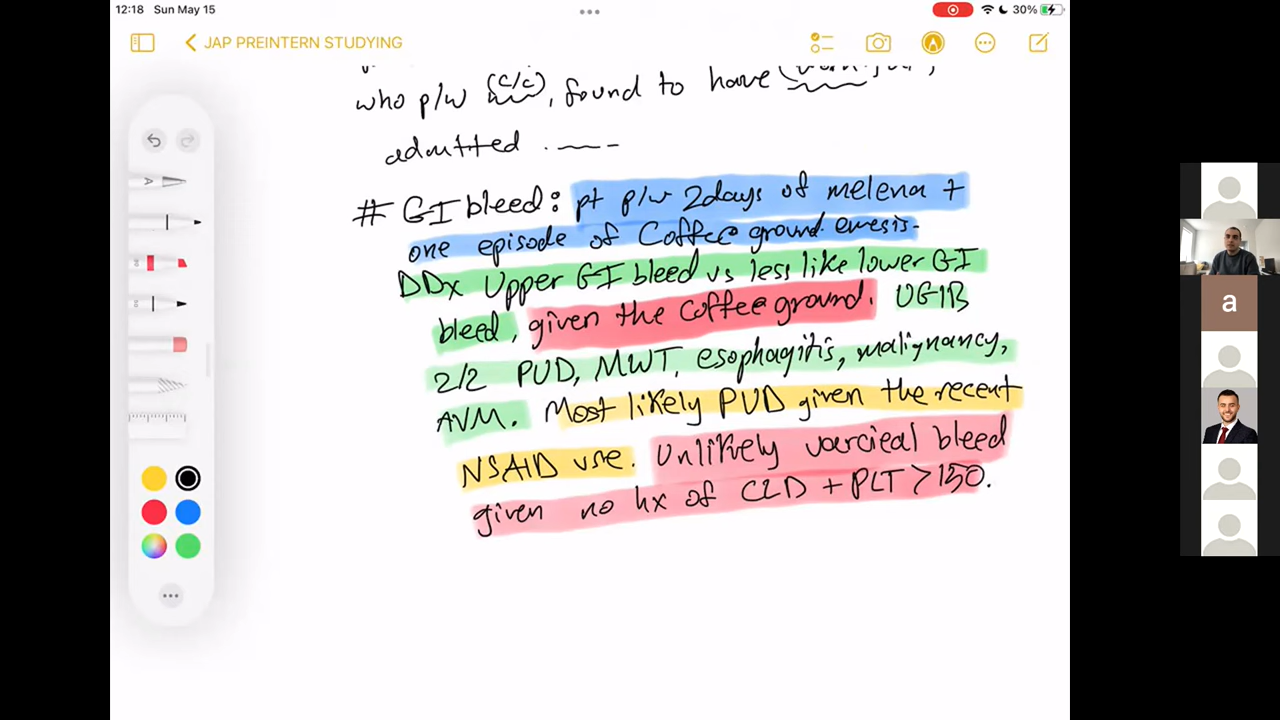 12:18 Sun May 15
30%
JAP PREINTERN STUDYING
who p/w (c/c), found to have
admitted
# GI bleed: pt p/w 2days of melena +
one episode of Coffee ground emesis.
DDx Upper GI bleed vs less like lower GI
bleed, given the coffee ground. UGIB
2/2 PUD, MWT, esophagitis, malignancy,
AVM. Most likely PUD given the recent
NSAID use. Unlikely varcieal bleed
given no hx of CLD + PLT >150.
A
a